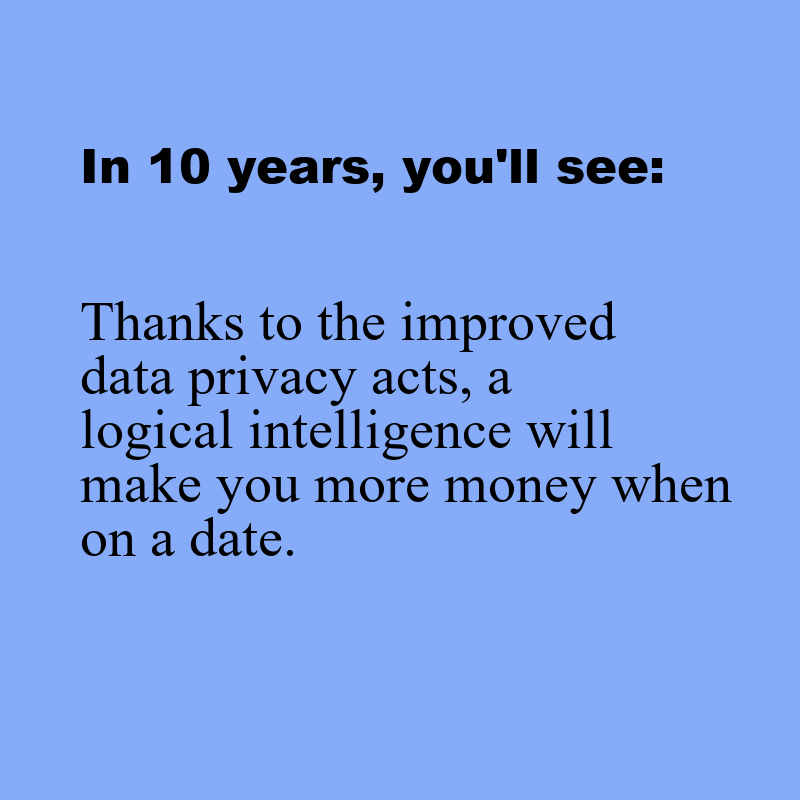 In 10 years, you'll see:
Thanks to the improved
data privacy acts, a
logical intelligence will
make you more money when
on a date.